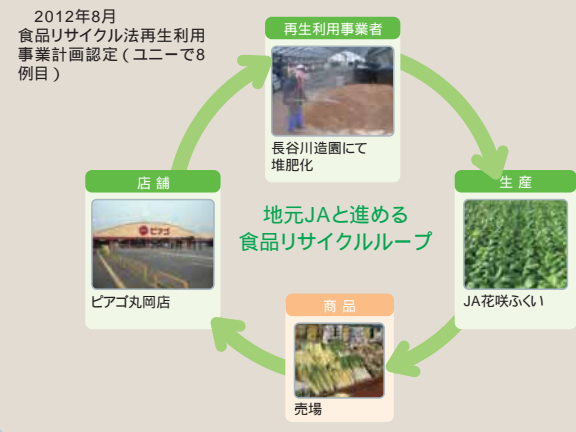 2012年8月
食品リサイクル法再生利用
事業計画認定(ユニーで8
例目)
再生利用事業者
長谷川造園にて
堆肥化
店舗
ピアゴ
ピアゴ丸岡店
地元JAと進める
食品リサイクルループ
生産
JA花咲ふくい
商品
売場